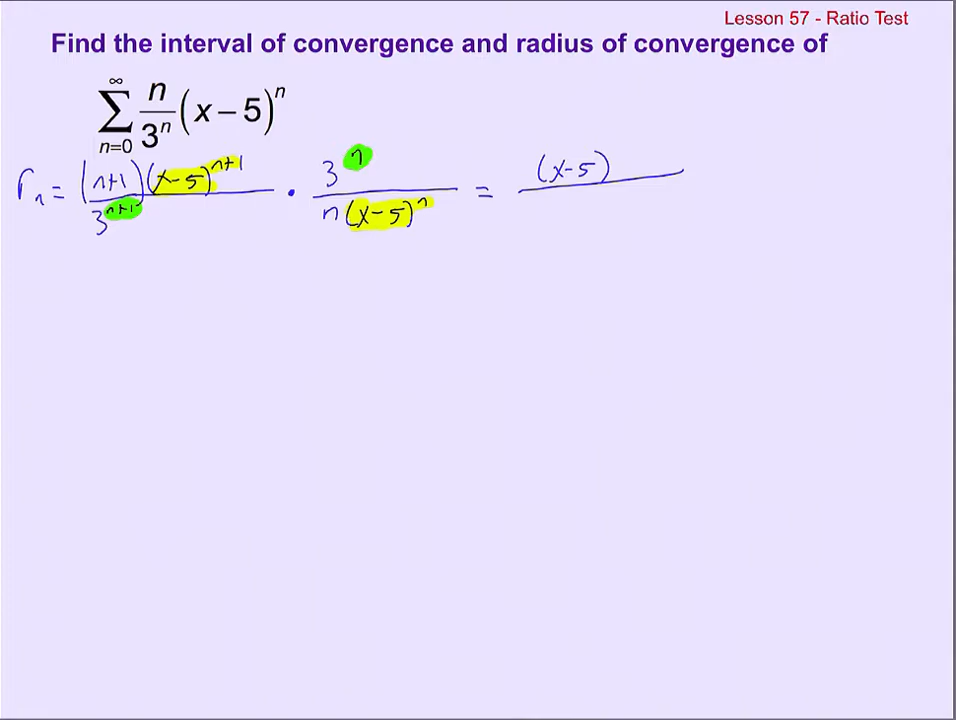 Lesson 57 - Ratio Test
Find the interval of convergence and radius of convergence of
∑_{n=0}^{∞} n/3^n (x − 5)^n
r_n = (n+1)(x−5)^{n+1} / 3^{n+1} · 3^n / n(x−5)^n = (x−5) /